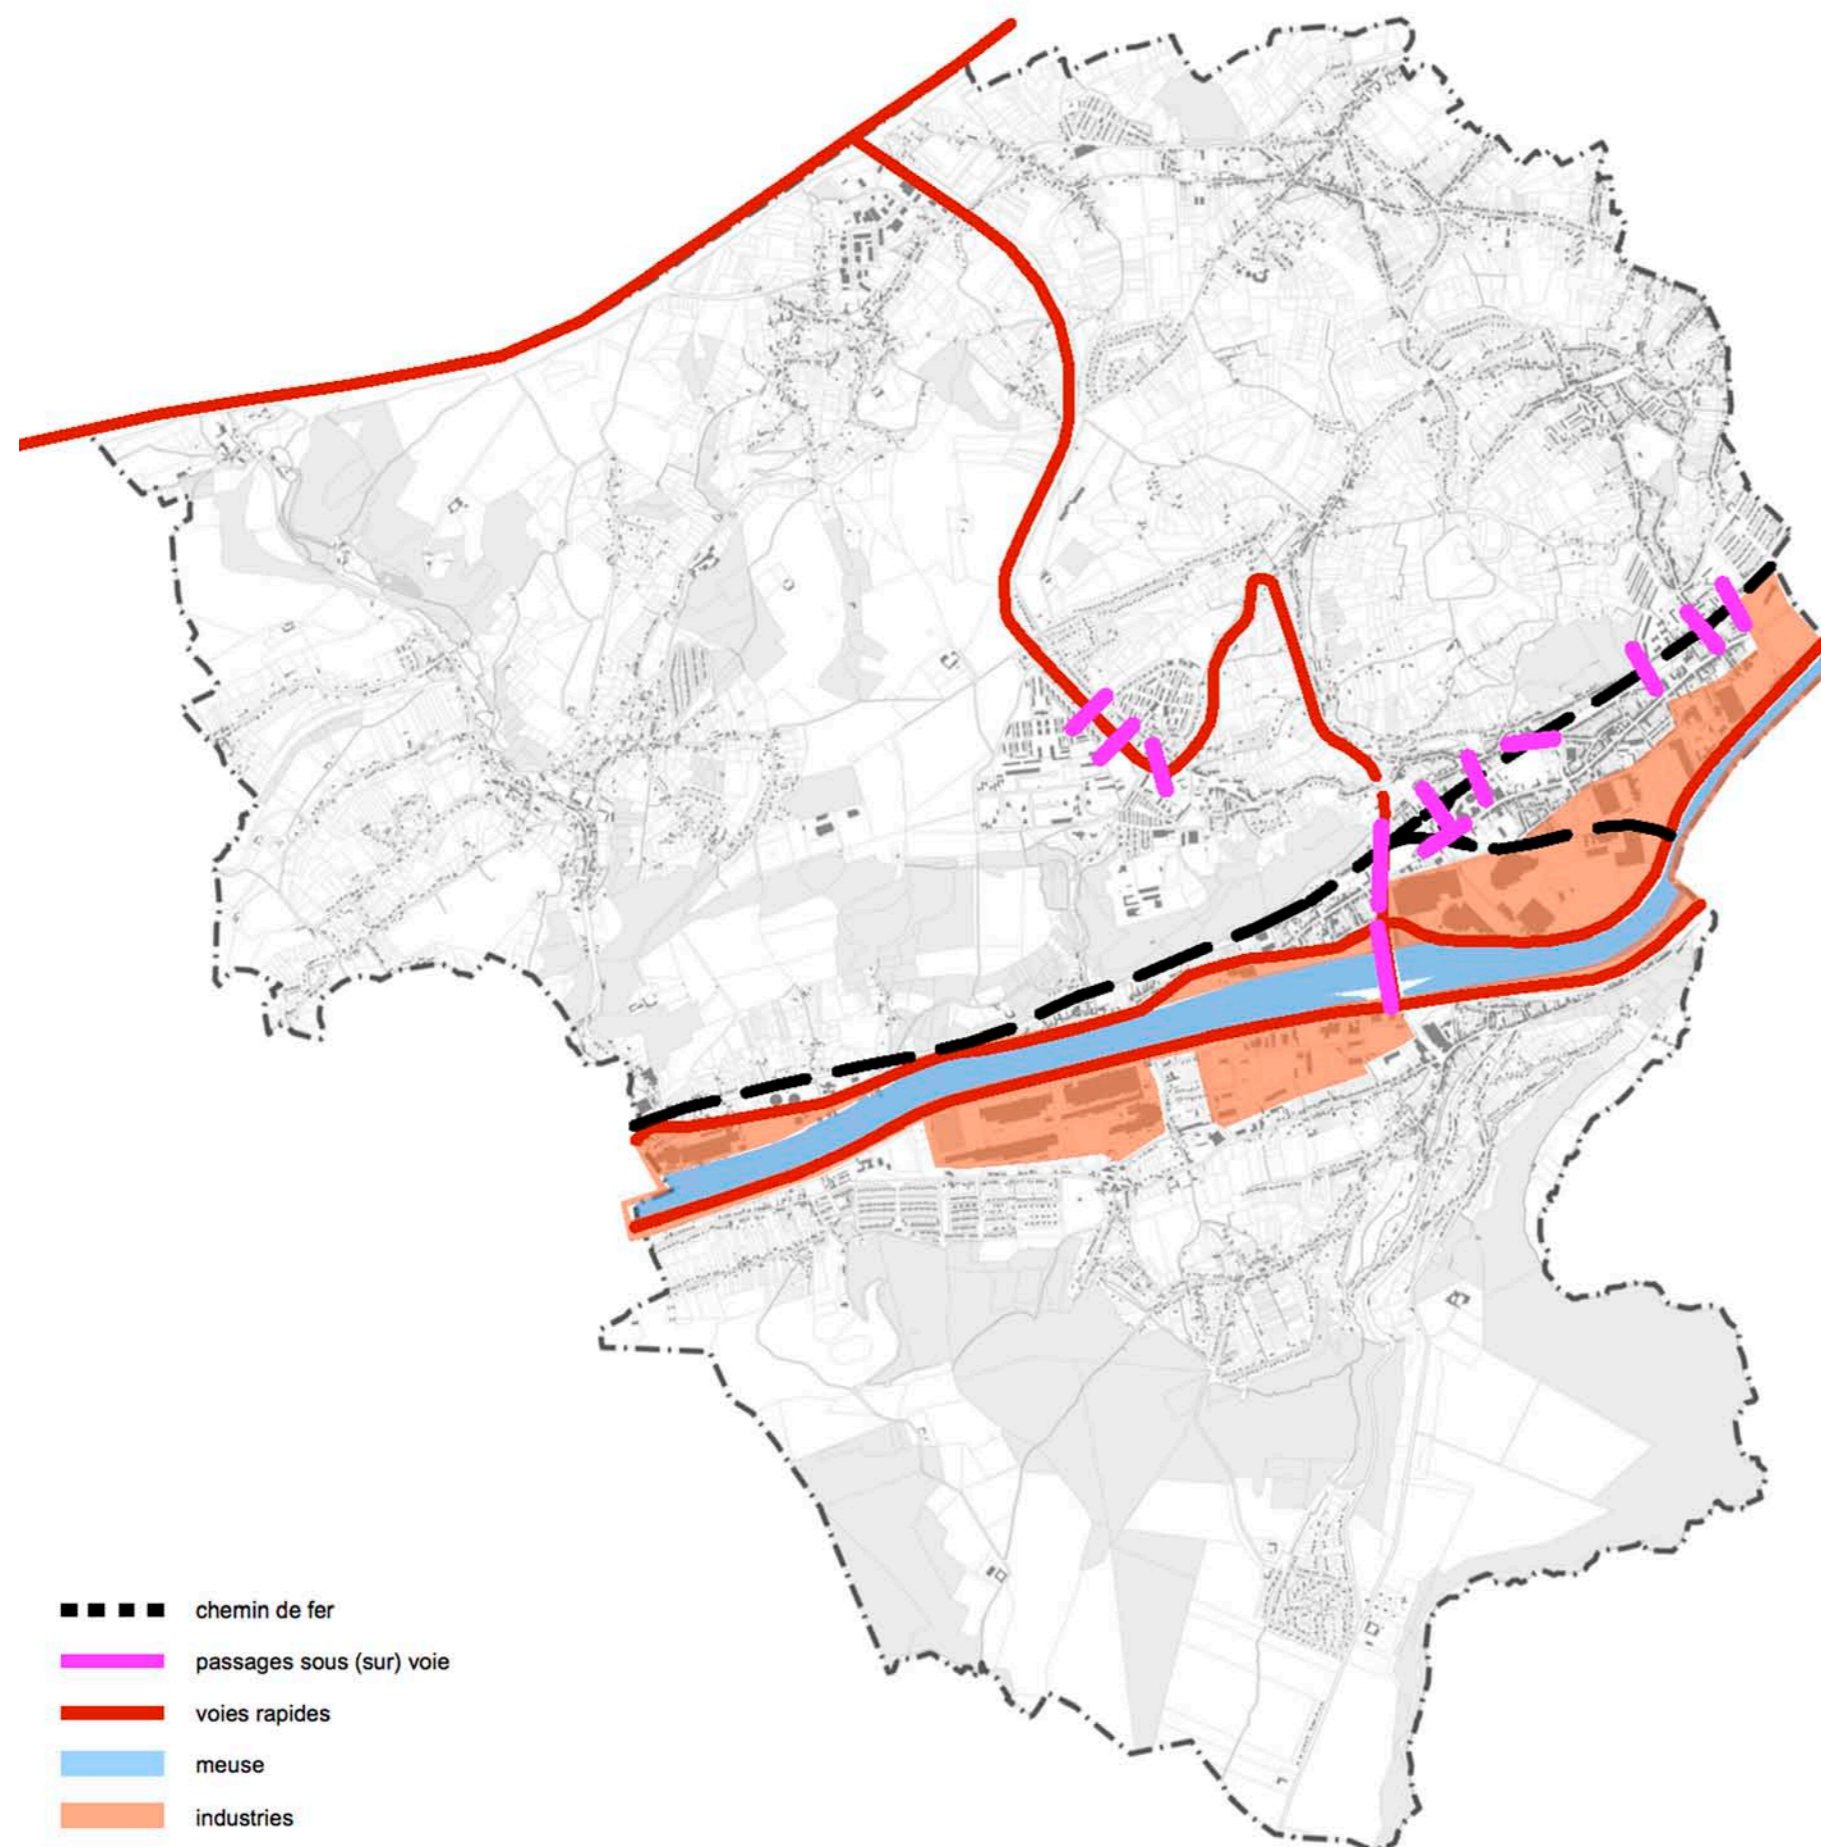 chemin de fer
passages sous (sur) voie
voies rapides
meuse
industries